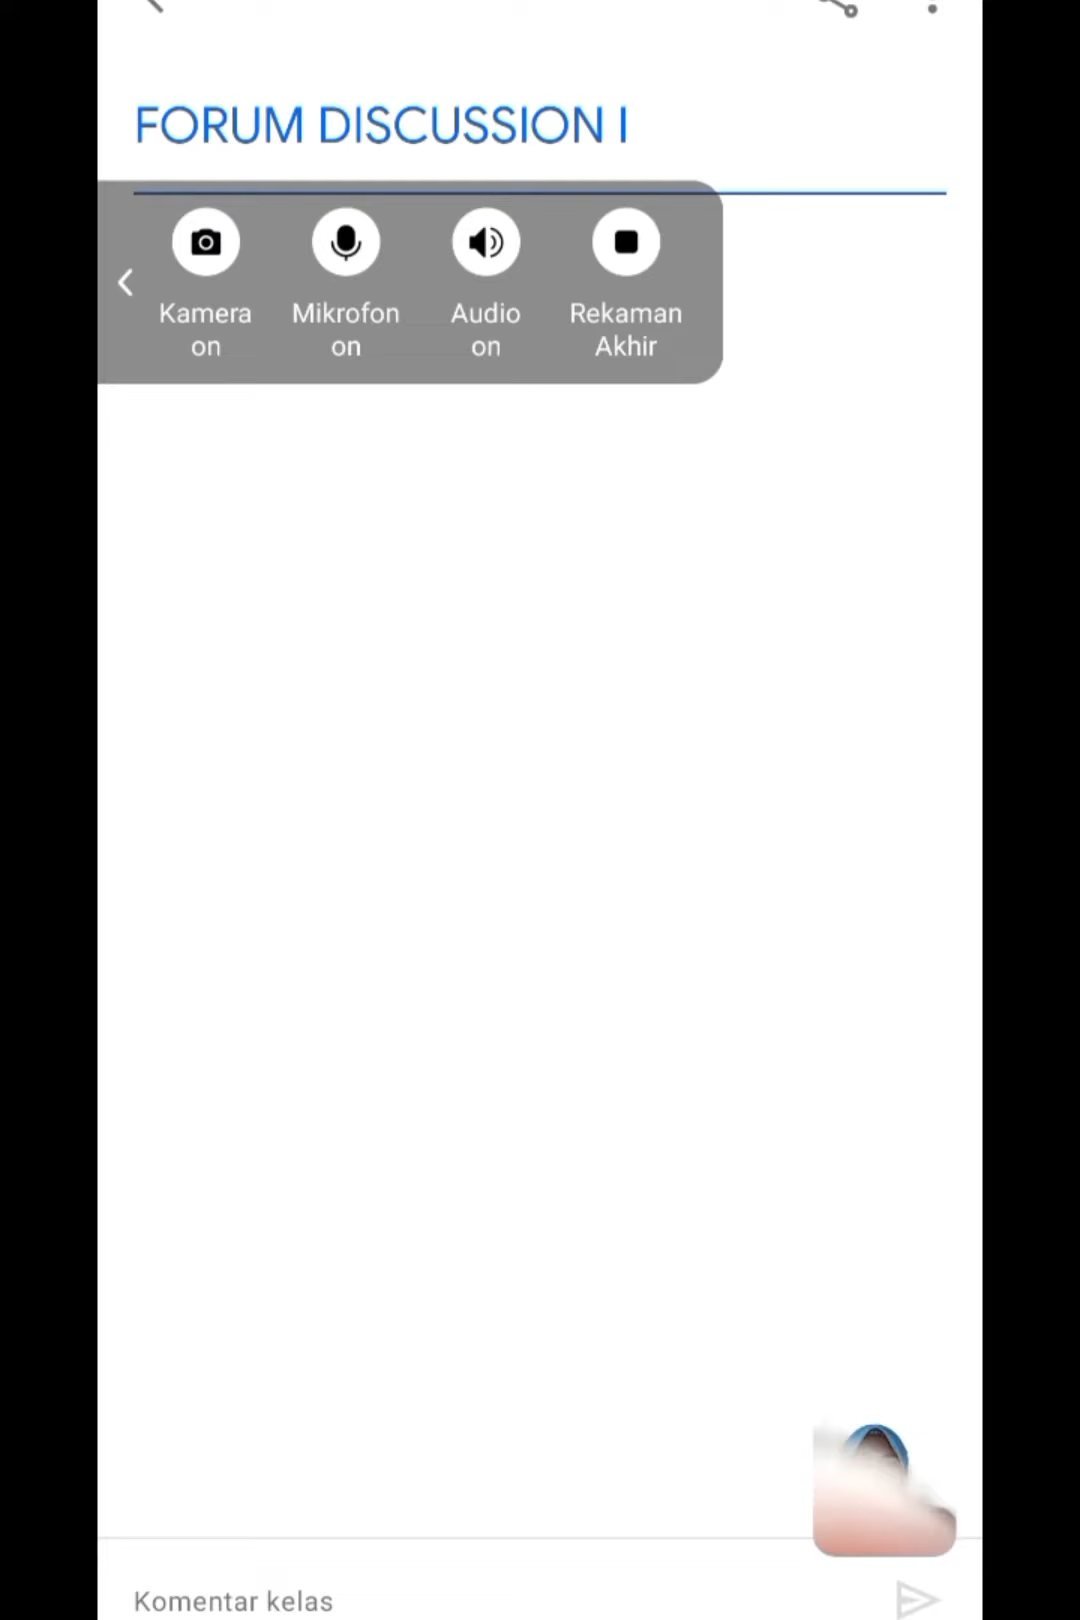 FORUM DISCUSSION I
Kamera on
Mikrofon on
Audio on
Rekaman Akhir
Komentar kelas